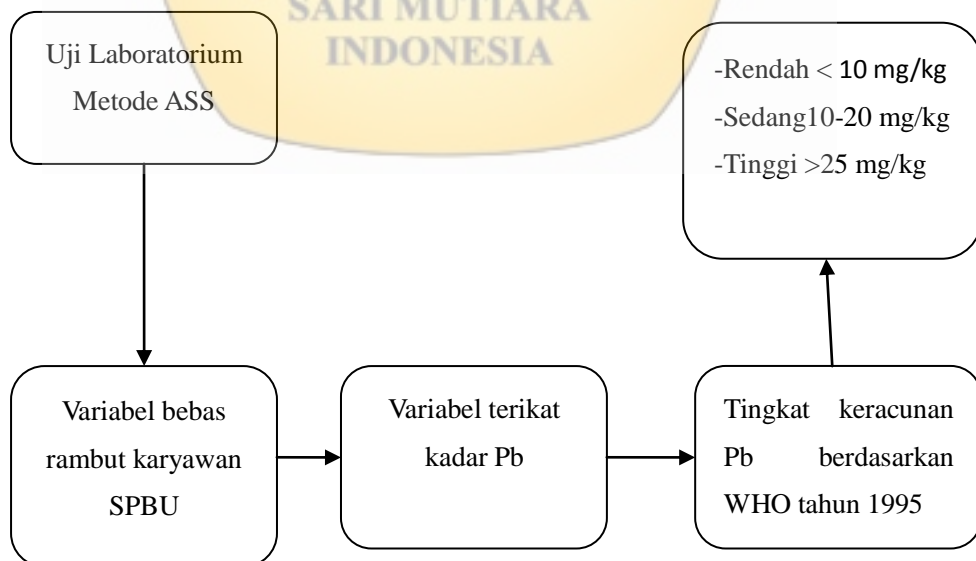 SARI MUTIARA
INDONESIA
Uji Laboratorium
Metode ASS
-Rendah < 10 mg/kg
-Sedang10-20 mg/kg
-Tinggi >25 mg/kg
Variabel bebas
rambut karyawan
SPBU
Variabel terikat
kadar Pb
Tingkat keracunan
Pb berdasarkan
WHO tahun 1995